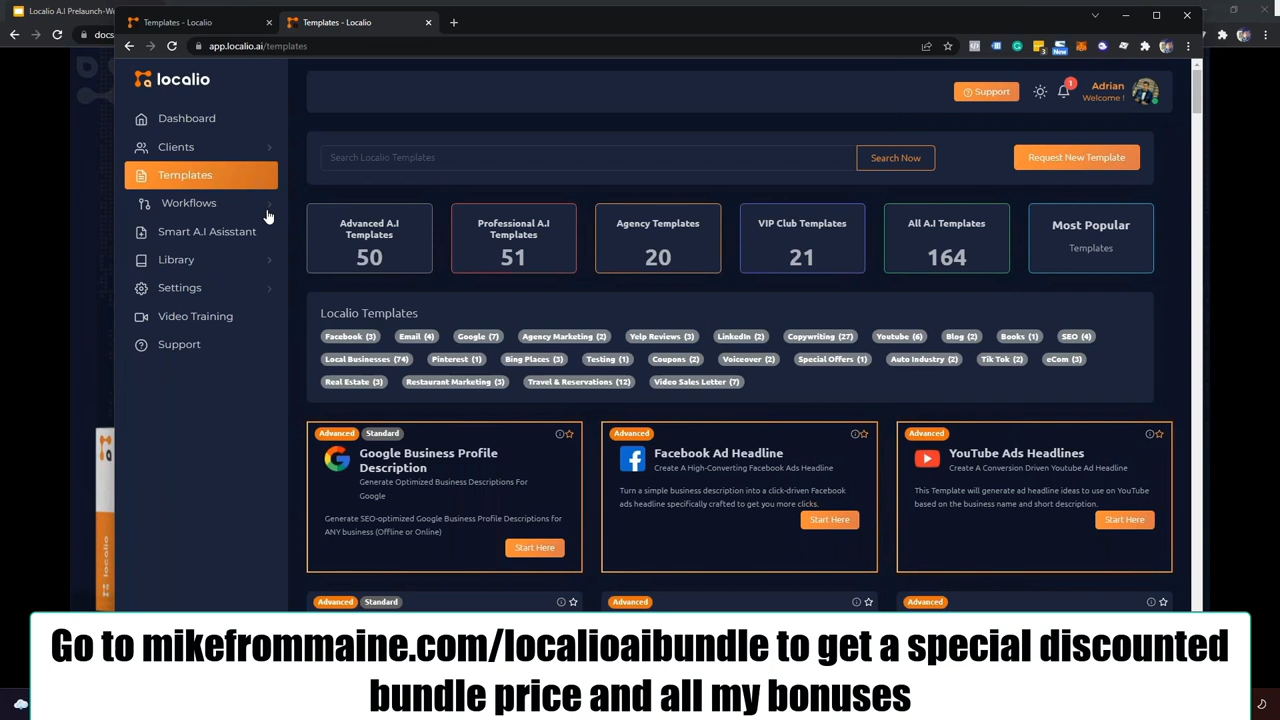 Localio A.I Prelaunch-W
docs
Templates - Localio
Templates - Localio
app.localio.ai/templates
New
localio
Support
1
Adrian
Welcome !
Dashboard
Clients
Templates
Workflows
Smart A.I Asisstant
Library
Settings
Video Training
Support
Search Localio Templates
Search Now
Request New Template
Advanced A.I
Templates
50
Professional A.I
Templates
51
Agency Templates
20
VIP Club Templates
21
All A.I Templates
164
Most Popular
Templates
Localio Templates
Facebook (3) Email (4) Google (7) Agency Marketing (2) Yelp Reviews (3) LinkedIn (2) Copywriting (27) Youtube (6) Blog (2) Books (1) SEO (4)
Local Businesses (74) Pinterest (1) Bing Places (3) Testing (1) Coupons (2) Voiceover (2) Special Offers (1) Auto Industry (2) Tik Tok (2) eCom (3)
Real Estate (3) Restaurant Marketing (3) Travel & Reservations (12) Video Sales Letter (7)
Advanced Standard
Google Business Profile
Description
Generate Optimized Business Descriptions For
Google
Generate SEO-optimized Google Business Profile Descriptions for
ANY business (Offline or Online)
Start Here
Advanced
Facebook Ad Headline
Create A High-Converting Facebook Ads Headline
Turn a simple business description into a click-driven Facebook
ads headline specifically crafted to get you more clicks.
Start Here
Advanced
YouTube Ads Headlines
Create A Conversion Driven Youtube Ad Headline
This Template will generate ad headline ideas to use on YouTube
based on the business name and short description.
Start Here
Advanced Standard
Advanced
Advanced
localio
Go to mikefrommaine.com/localioaibundle to get a special discounted
bundle price and all my bonuses